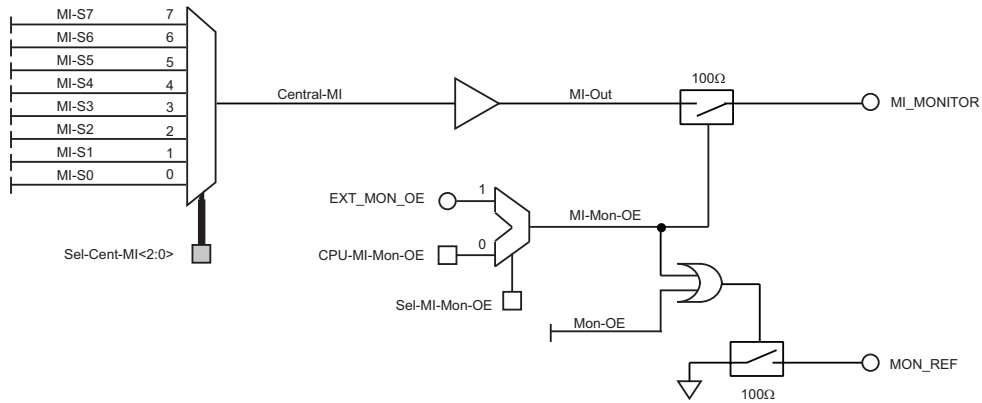 MI-S7 7
MI-S6 6
MI-S5 5
MI-S4 4
MI-S3 3
MI-S2 2
MI-S1 1
MI-S0 0
Sel-Cent-MI<2:0>
Central-MI
MI-Out
100Ω
MI_MONITOR
EXT_MON_OE 1
CPU-MI-Mon-OE 0
Sel-MI-Mon-OE
MI-Mon-OE
Mon-OE
MON_REF
100Ω